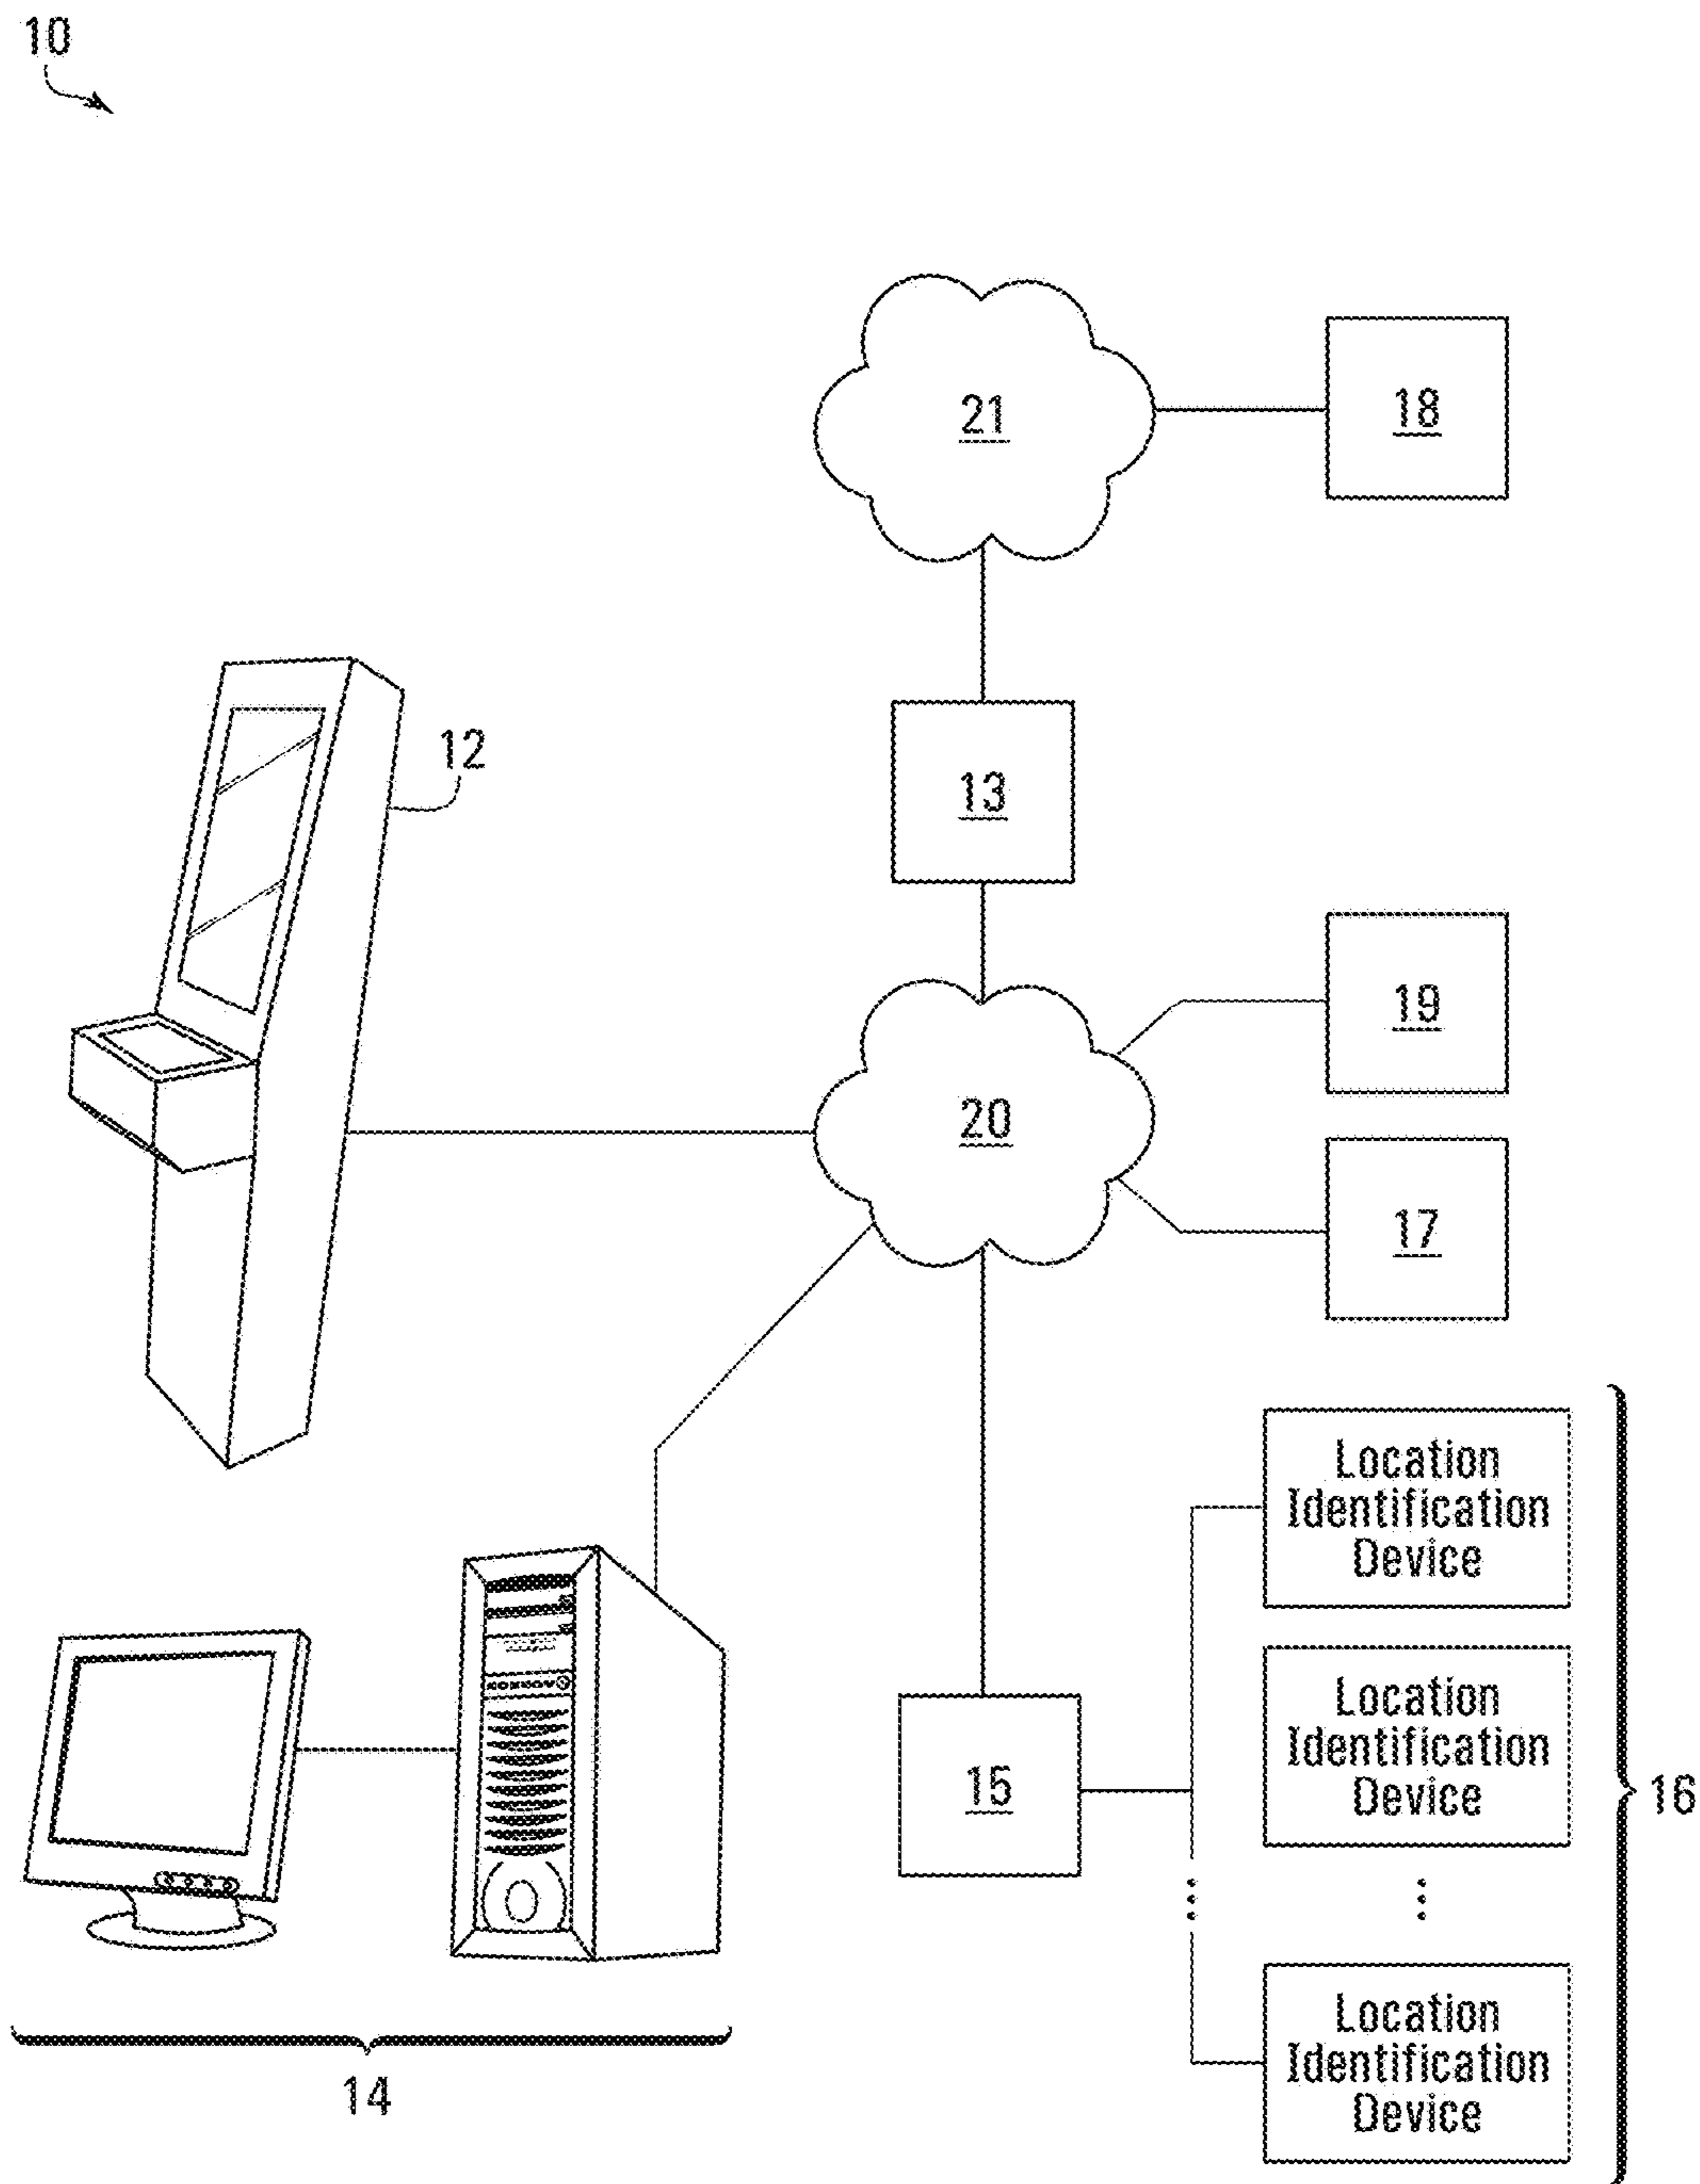 10
21
18
12
13
19
20
17
Location
Identification
Device
Location
Identification
Device
15
16
Location
Identification
Device
14